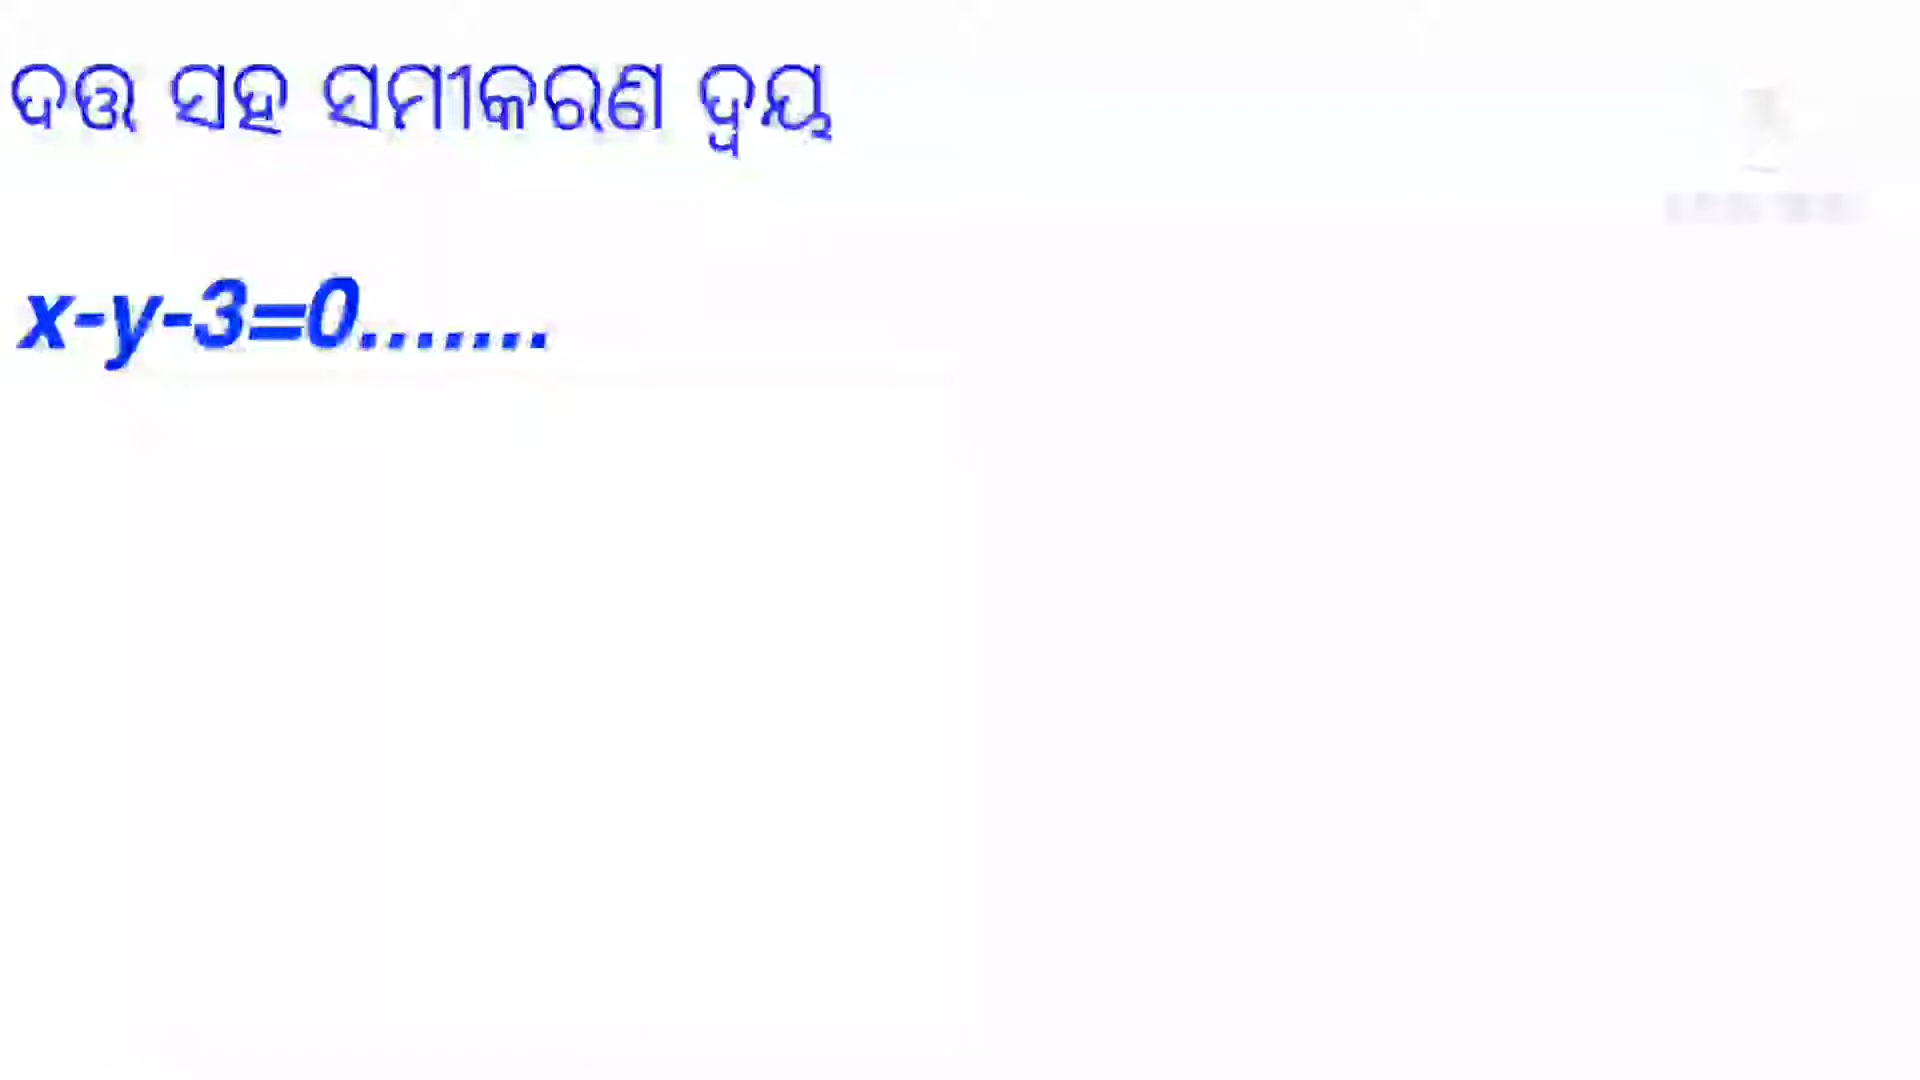 ଦତ୍ତ ସହ ସମୀକରଣ ଦ୍ୱୟ
x-y-3=0.......